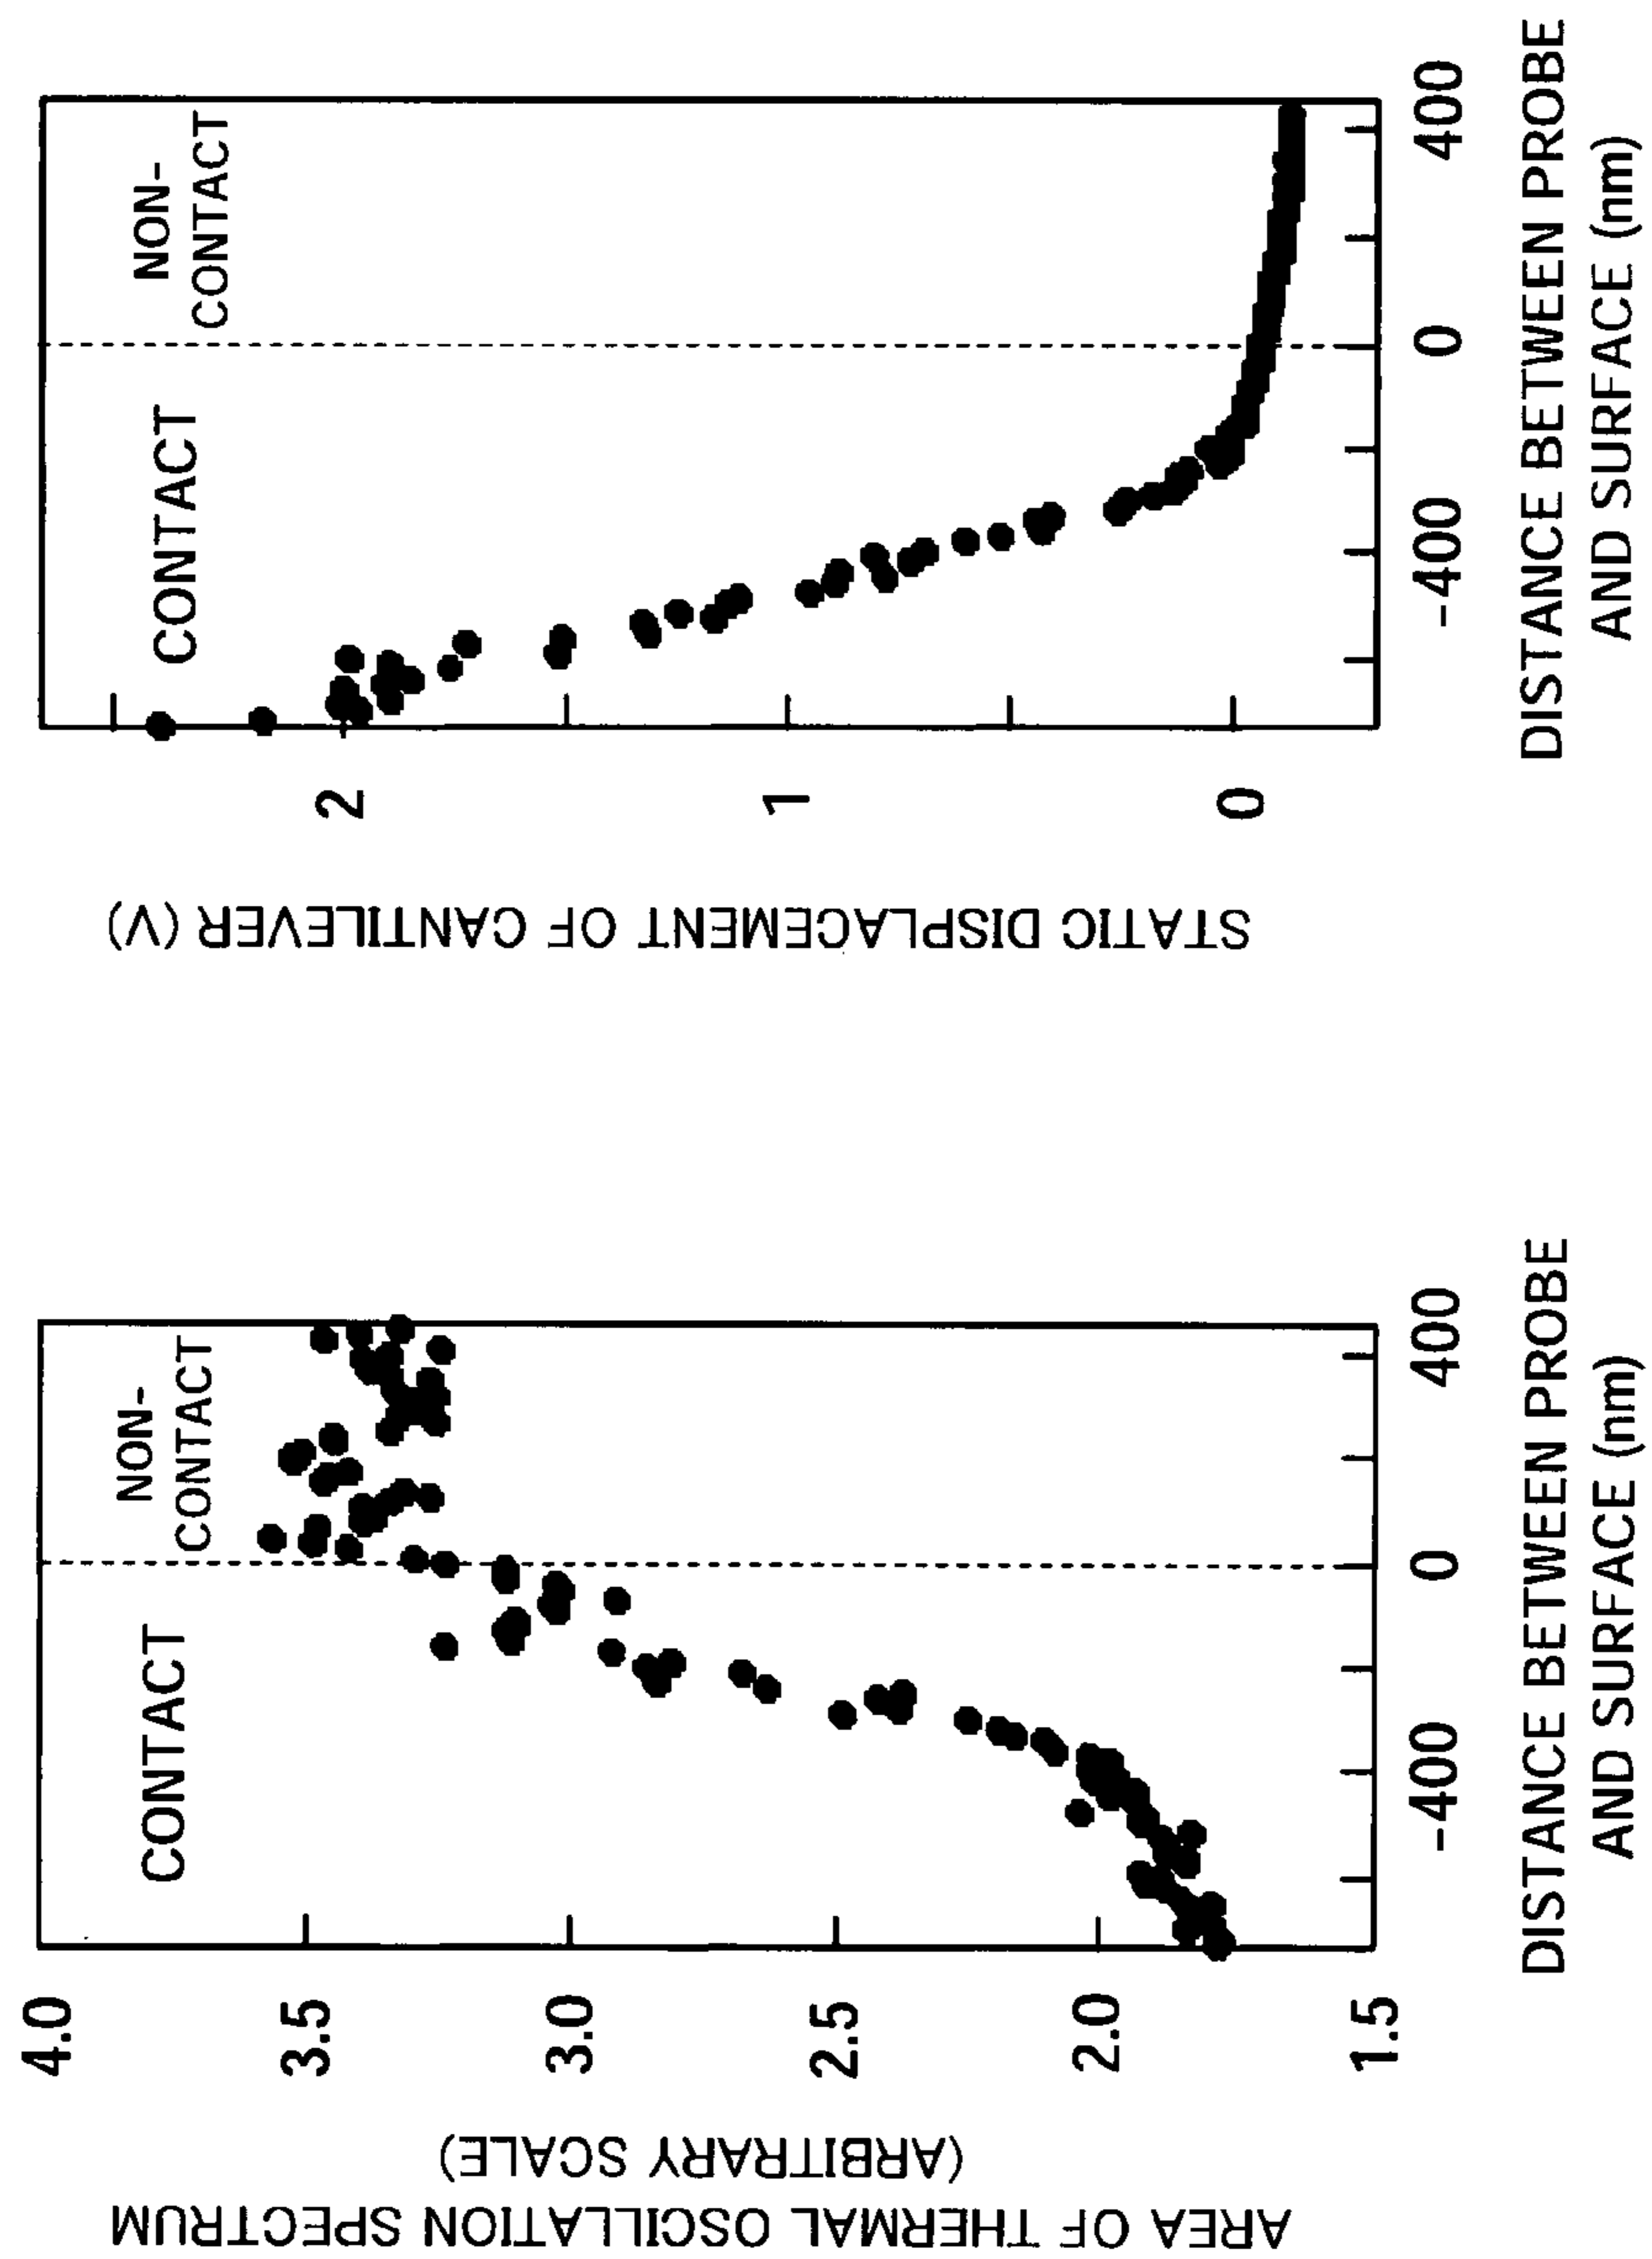 AREA OF THERMAL OSCILLATION SPECTRUM
(ARBITRARY SCALE)
4.0
3.5
3.0
2.5
2.0
1.5
CONTACT
NON-
CONTACT
-400
0
400
DISTANCE BETWEEN PROBE
AND SURFACE (nm)
STATIC DISPLACEMENT OF CANTILEVER (V)
2
1
0
CONTACT
NON-
CONTACT
-400
0
400
DISTANCE BETWEEN PROBE
AND SURFACE (nm)